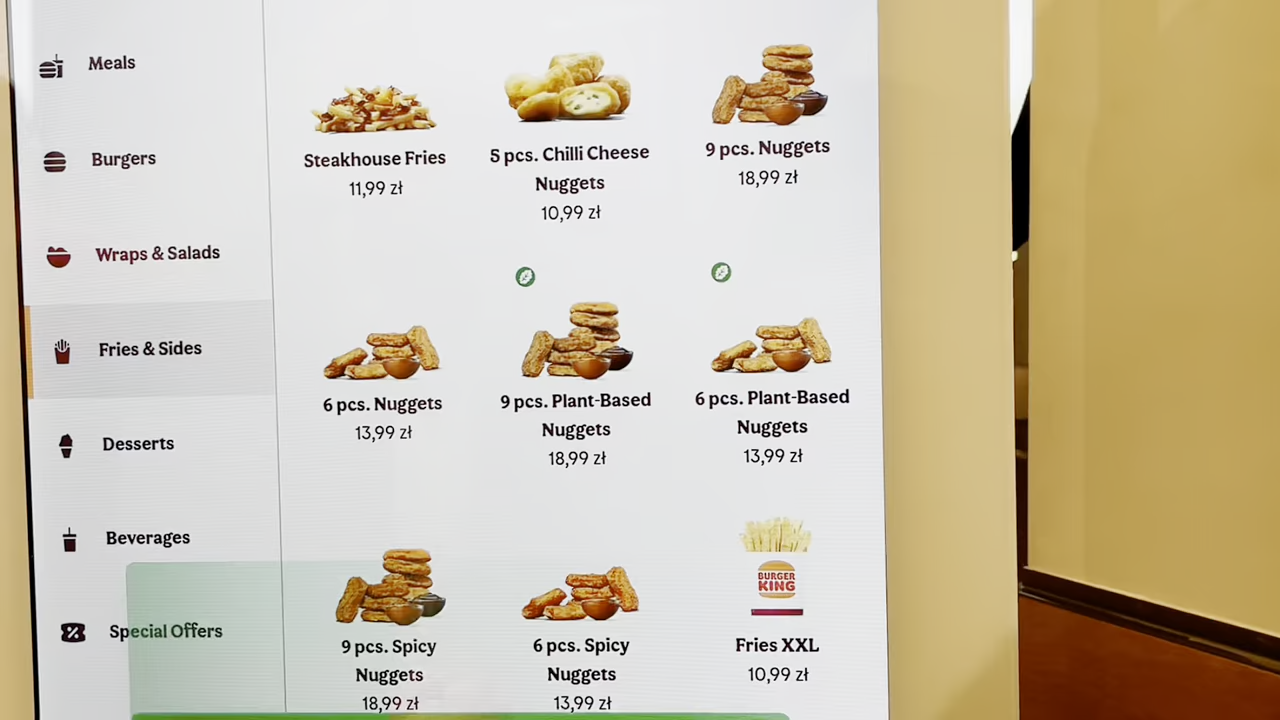 Meals
Burgers
Wraps & Salads
Fries & Sides
Desserts
Beverages
Special Offers
Steakhouse Fries
11,99 zł
5 pcs. Chilli Cheese
Nuggets
10,99 zł
9 pcs. Nuggets
18,99 zł
6 pcs. Nuggets
13,99 zł
9 pcs. Plant-Based
Nuggets
18,99 zł
6 pcs. Plant-Based
Nuggets
13,99 zł
9 pcs. Spicy
Nuggets
18,99 zł
6 pcs. Spicy
Nuggets
13,99 zł
BURGER
KING
Fries XXL
10,99 zł